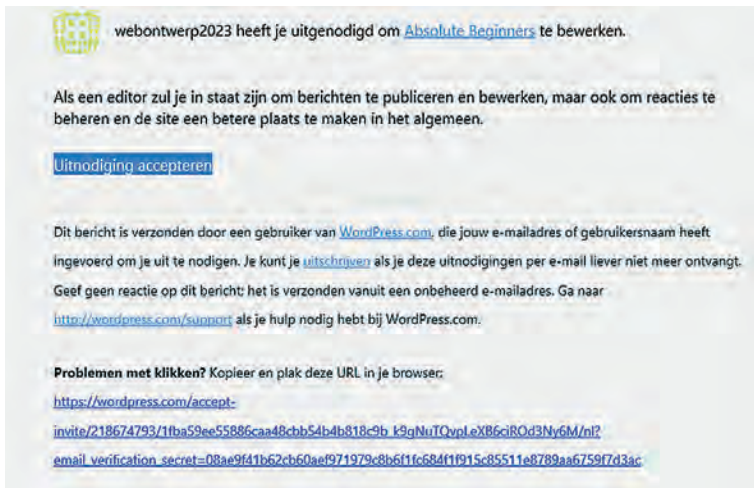 webontwerp2023 heeft je uitgenodigd om Absolute Beginners te bewerken.
Als een editor zul je in staat zijn om berichten te publiceren en bewerken, maar ook om reacties te
beheren en de site een betere plaats te maken in het algemeen.
Uitnodiging accepteren
Dit bericht is verzonden door een gebruiker van WordPress.com, die jouw e-mailadres of gebruikersnaam heeft
ingevoerd om je uit te nodigen. Je kunt je uitschrijven als je deze uitnodigingen per e-mail liever niet meer ontvangt.
Geef geen reactie op dit bericht; het is verzonden vanuit een onbeheerd e-mailadres. Ga naar
http://wordpress.com/support als je hulp nodig hebt bij WordPress.com.
Problemen met klikken? Kopieer en plak deze URL in je browser:
https://wordpress.com/accept-
invite/218674793/1fba59ee55886caa48cbb54b4b818c9b_k9gNuTQvpLeXB6ciROd3Ny6M/nl?
email_verification_secret=08ae9f41b62cb60aef971979c8b6f1fc684f1f915c85511e8789aa6759f7d3ac